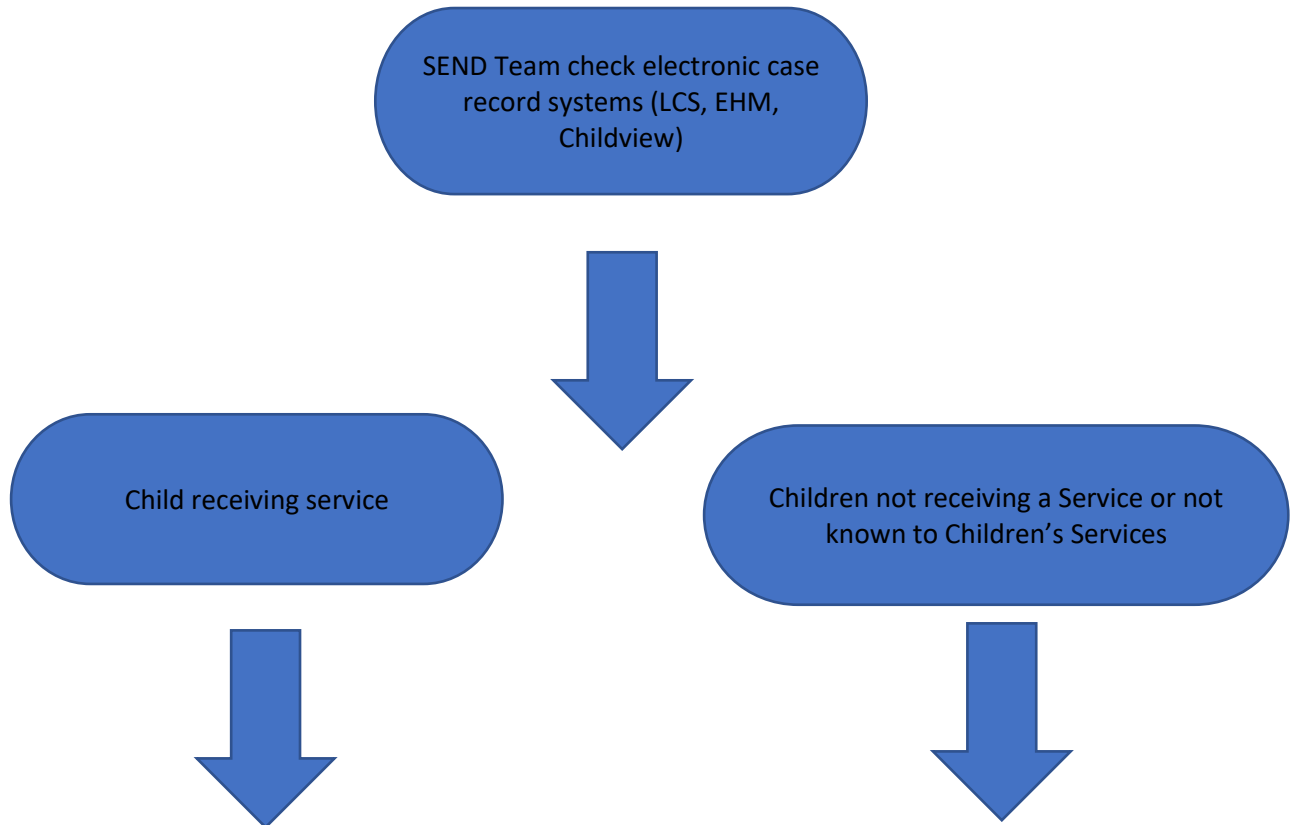 SEND Team check electronic case
record systems (LCS, EHM,
Childview)
Child receiving service
Children not receiving a Service or not
known to Children’s Services